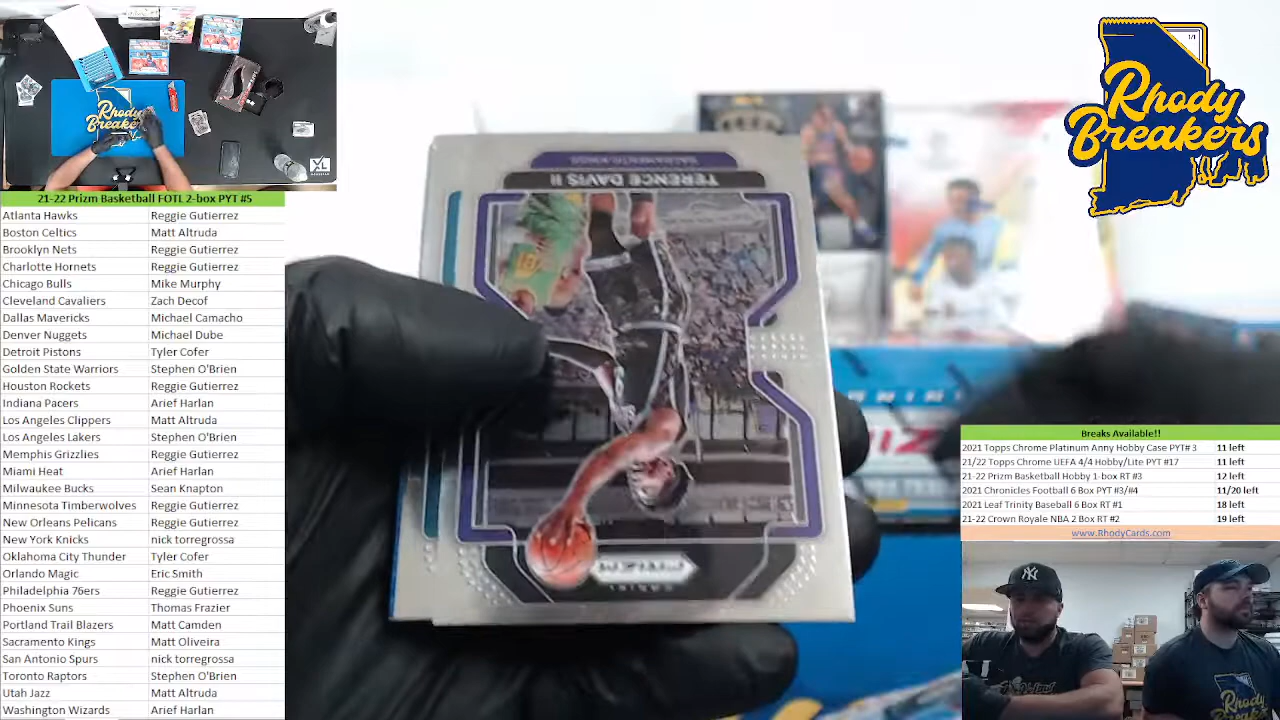 Rhody
Breakers
21-22 Prizm Basketball FOTL 2-box PYT #5
Atlanta Hawks Reggie Gutierrez
Boston Celtics Matt Altruda
Brooklyn Nets Reggie Gutierrez
Charlotte Hornets Reggie Gutierrez
Chicago Bulls Mike Murphy
Cleveland Cavaliers Zach Decof
Dallas Mavericks Michael Camacho
Denver Nuggets Michael Dube
Detroit Pistons Tyler Cofer
Golden State Warriors Stephen O'Brien
Houston Rockets Reggie Gutierrez
Indiana Pacers Arief Harlan
Los Angeles Clippers Matt Altruda
Los Angeles Lakers Stephen O'Brien
Memphis Grizzlies Reggie Gutierrez
Miami Heat Arief Harlan
Milwaukee Bucks Sean Knapton
Minnesota Timberwolves Reggie Gutierrez
New Orleans Pelicans Reggie Gutierrez
New York Knicks nick torregrossa
Oklahoma City Thunder Tyler Cofer
Orlando Magic Eric Smith
Philadelphia 76ers Reggie Gutierrez
Phoenix Suns Thomas Frazier
Portland Trail Blazers Matt Camden
Sacramento Kings Matt Oliveira
San Antonio Spurs nick torregrossa
Toronto Raptors Stephen O'Brien
Utah Jazz Matt Altruda
Washington Wizards Arief Harlan
SACRAMENTO KINGS
TERENCE DAVIS II
PRIZM
PANINI
1/1
Rhody
Breakers
Breaks Available!!
2021 Topps Chrome Platinum Anny Hobby Case PYT# 3 11 left
21/22 Topps Chrome UEFA 4/4 Hobby/Lite PYT #17 11 left
21-22 Prizm Basketball Hobby 1-box RT #3 12 left
2021 Chronicles Football 6 Box PYT #3/#4 11/20 left
2021 Leaf Trinity Baseball 6 Box RT #1 18 left
21-22 Crown Royale NBA 2 Box RT #2 19 left
www.RhodyCards.com
Rhody
Breakers